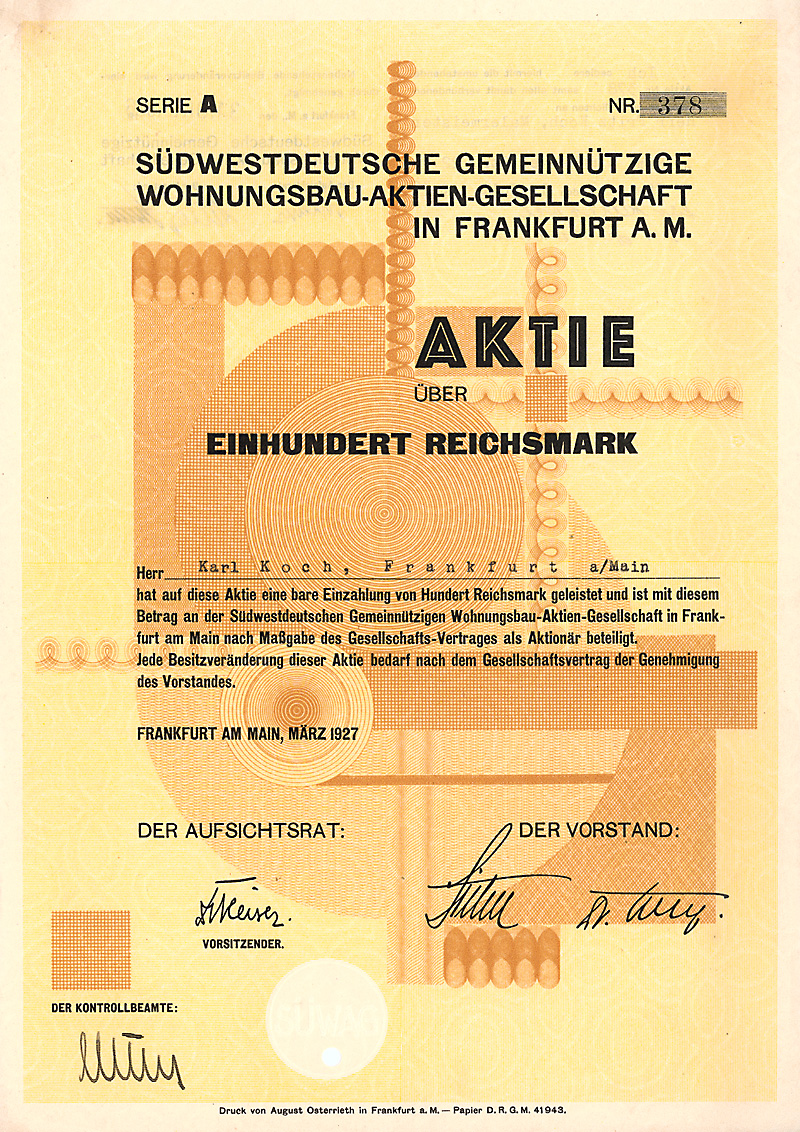 SERIE A
NR. 378
SÜDWESTDEUTSCHE GEMEINNÜTZIGE
WOHNUNGSBAU-AKTIEN-GESELLSCHAFT
IN FRANKFURT A. M.
AKTIE
ÜBER
EINHUNDERT REICHSMARK
Herr Karl Koch, Frankfurt a/Main
hat auf diese Aktie eine bare Einzahlung von Hundert Reichsmark geleistet und ist mit diesem
Betrag an der Südwestdeutschen Gemeinnützigen Wohnungsbau-Aktien-Gesellschaft in Frank-
furt am Main nach Maßgabe des Gesellschafts-Vertrages als Aktionär beteiligt.
Jede Besitzveränderung dieser Aktie bedarf nach dem Gesellschaftsvertrag der Genehmigung
des Vorstandes.
FRANKFURT AM MAIN, MÄRZ 1927
DER AUFSICHTSRAT:
DER VORSTAND:
VORSITZENDER.
DER KONTROLLBEAMTE:
Druck von August Osterrieth in Frankfurt a. M. — Papier D. R. G. M. 41943.